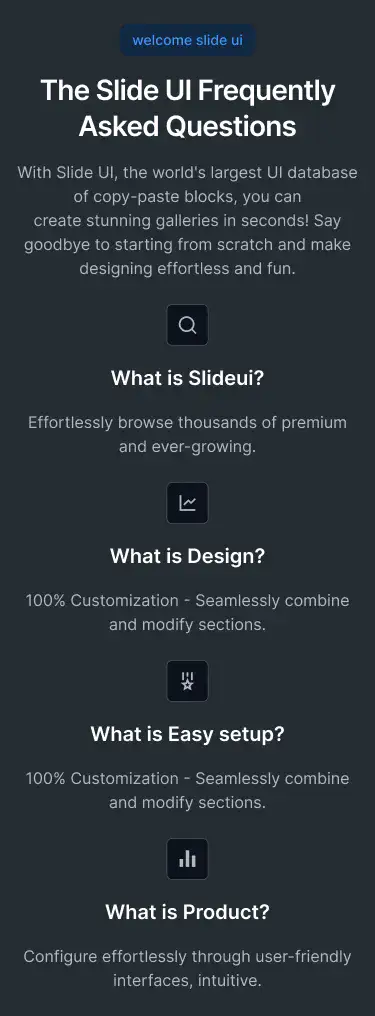 welcome slide ui
The Slide UI Frequently
Asked Questions
With Slide UI, the world's largest UI database
of copy-paste blocks, you can
create stunning galleries in seconds! Say
goodbye to starting from scratch and make
designing effortless and fun.
What is Slideui?
Effortlessly browse thousands of premium
and ever-growing.
What is Design?
100% Customization - Seamlessly combine
and modify sections.
What is Easy setup?
100% Customization - Seamlessly combine
and modify sections.
What is Product?
Configure effortlessly through user-friendly
interfaces, intuitive.